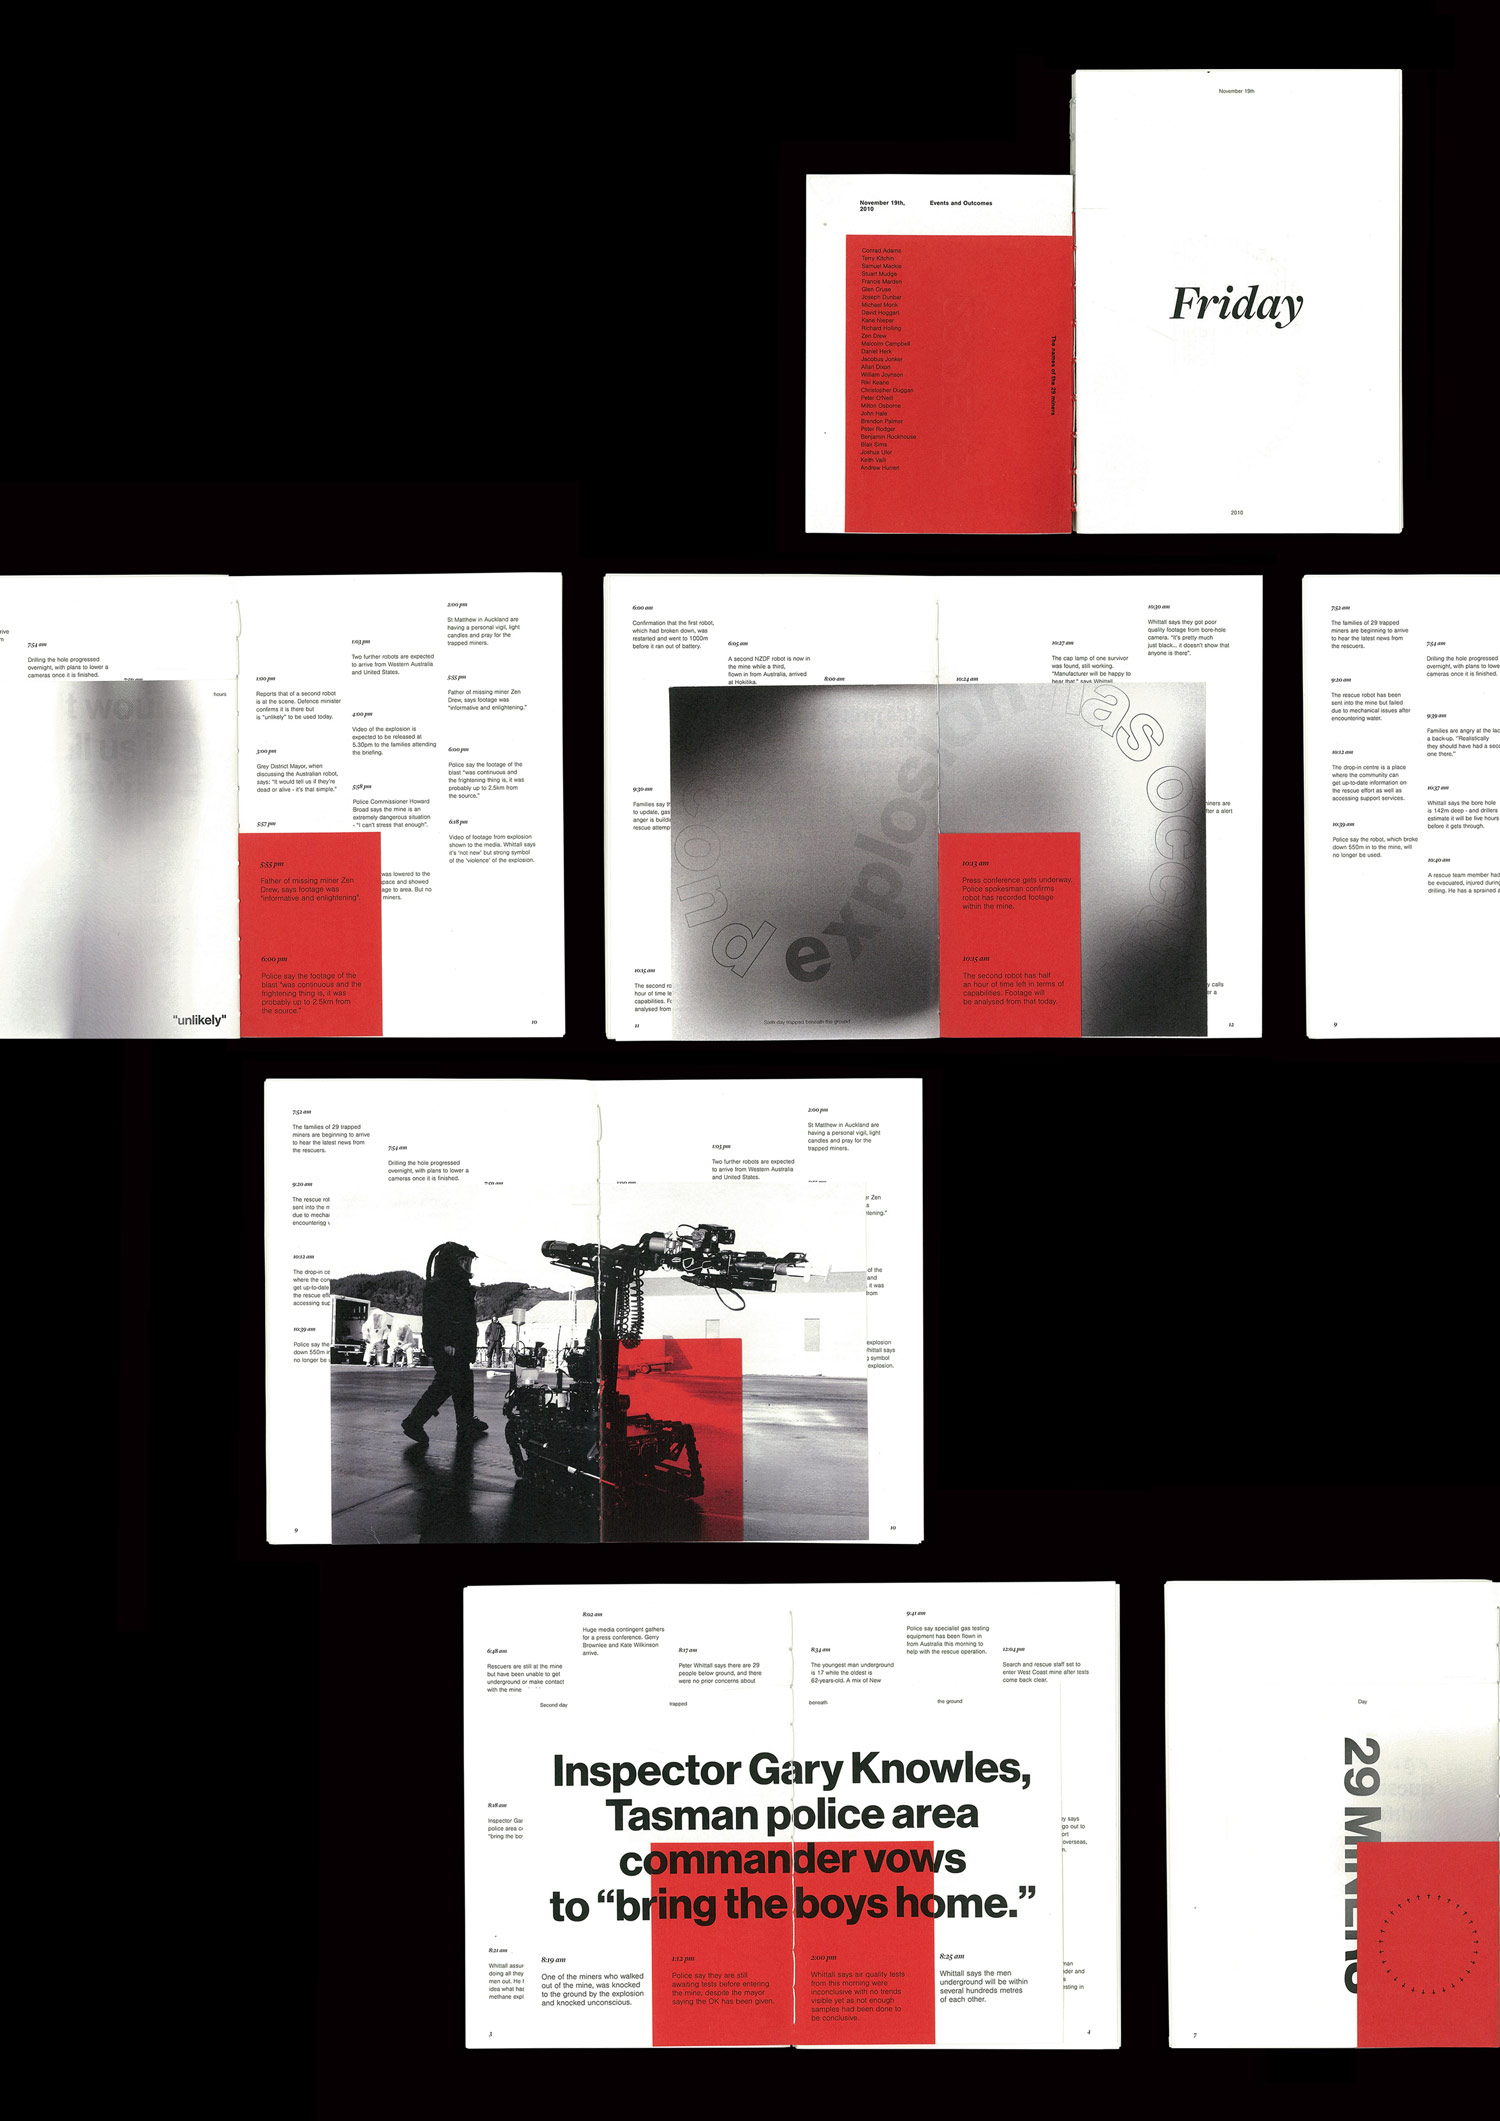 November 19th
Friday
2010
November 19th,
2010
Events and Outcomes
Conrad Adams
Terry Kitchin
Samuel Mackie
Stuart Mudge
Francis Marden
Glen Cruse
Joseph Dunbar
Michael Monk
David Hoggart
Kane Nieper
Richard Holling
Zen Drew
Malcolm Campbell
Daniel Herk
Jacobus Jonker
Allan Dixon
William Joynson
Riki Keane
Christopher Duggan
Peter O'Neill
Milton Osborne
John Hale
Brendon Palmer
Peter Rodger
Benjamin Rockhouse
Blair Sims
Joshua Ufer
Keith Valli
Andrew Hurren
The names of the 29 miners
7:54 am
Drilling the hole progressed
overnight, with plans to lower a
cameras once it is finished.
hours
"unlikely"
1:00 pm
Reports that of a second robot
is at the scene. Defence minister
confirms it is there but
is "unlikely" to be used today.
3:00 pm
Grey District Mayor, when
discussing the Australian robot,
says: "it would tell us if they're
dead or alive - it's that simple."
5:57 pm
1:03 pm
Two further robots are expected
to arrive from Western Australia
and United States.
4:00 pm
Video of the explosion is
expected to be released at
5.30pm to the families attending
the briefing.
5:58 pm
Police Commissioner Howard
Broad says the mine is an
extremely dangerous situation
- "I can't stress that enough".
was lowered to the
space and showed
age to area. But no
miners.
2:00 pm
St Matthew in Auckland are
having a personal vigil, light
candles and pray for the
trapped miners.
5:55 pm
Father of missing miner Zen
Drew, says footage was
"informative and enlightening."
6:00 pm
Police say the footage of the
blast "was continuous and
the frightening thing is, it was
probably up to 2.5km from
the source."
6:18 pm
Video of footage from explosion
shown to the media. Whittall says
it's 'not new' but strong symbol
of the 'violence' of the explosion.
5:55 pm
Father of missing miner Zen
Drew, says footage was
"informative and enlightening".
6:00 pm
Police say the footage of the
blast "was continuous and the
frightening thing is, it was
probably up to 2.5km from
the source."
10
6:00 am
Confirmation that the first robot,
which had broken down, was
restarted and went to 1000m
before it ran out of battery.
6:05 am
A second NZDF robot is now in
the mine while a third,
flown in from Australia, arrived
at Hokitika.
8:00 am
9:30 am
Families say th
to update, gas
anger is buildi
rescue attemp
10:15 am
The second ro
hour of time le
capabilities. Fo
analysed from
11
10:24 am
10:27 am
The cap lamp of one survivor
was found, still working.
"Manufacturer will be happy to
hear that," says Whittall.
10:30 am
Whittall says they got poor
quality footage from bore-hole
camera. "It's pretty much
just black... it doesn't show that
anyone is there".
gas occ
und explo
Sixth day trapped beneath the ground
10:13 am
Press conference gets underway.
Police spokesman confirms
robot has recorded footage
within the mine.
10:15 am
The second robot has half
an hour of time left in terms of
capabilities. Footage will
be analysed from that today.
12
7:52 am
The families of 29 trapped
miners are beginning to arrive
to hear the latest news from
the rescuers.
9:20 am
The rescue robot has been
sent into the mine but failed
due to mechanical issues after
encountering water.
10:12 am
The drop-in centre is a place
where the community can
get up-to-date information on
the rescue effort as well as
accessing support services.
10:39 am
Police say the robot, which broke
down 550m in to the mine, will
no longer be used.
9
7:54 am
Drilling the hole progressed
overnight, with plans to lower a
cameras once it is finished.
9:39 am
Families are angry at the lac
a back-up. "Realistically
they should have had a seco
one there."
10:37 am
Whittall says the bore hole
is 142m deep - and drillers
estimate it will be five hours
before it gets through.
10:40 am
A rescue team member had
be evacuated, injured during
drilling. He has a sprained a
7:52 am
The families of 29 trapped
miners are beginning to arrive
to hear the latest news from
the rescuers.
7:54 am
Drilling the hole progressed
overnight, with plans to lower a
cameras once it is finished.
9:20 am
The rescue rob
sent into the m
due to mechan
encountering w
10:12 am
The drop-in ce
where the com
get up-to-date
the rescue eff
accessing sup
10:39 am
Police say the
down 550m in
no longer be u
9
1:03 pm
Two further robots are expected
to arrive from Western Australia
and United States.
2:00 pm
St Matthew in Auckland are
having a personal vigil, light
candles and pray for the
trapped miners.
10
6:48 am
Rescuers are still at the mine
but have been unable to get
underground or make contact
with the mine
8:02 am
Huge media contingent gathers
for a press conference. Gerry
Brownlee and Kate Wilkinson
arrive.
8:17 am
Peter Whittall says there are 29
people below ground, and there
were no prior concerns about
8:34 am
The youngest man underground
is 17 while the oldest is
62-years-old. A mix of New
9:41 am
Police say specialist gas testing
equipment has been flown in
from Australia this morning to
help with the rescue operation.
12:04 pm
Search and rescue staff set to
enter West Coast mine after tests
come back clear.
Second day
trapped
beneath
the ground
Inspector Gary Knowles,
Tasman police area
commander vows
to “bring the boys home.”
8:18 am
Inspector Gar
police area co
"bring the boy
8:21 am
Whittall assur
doing all they
men out. He h
idea what has
methane expl
8:19 am
One of the miners who walked
out of the mine, was knocked
to the ground by the explosion
and knocked unconscious.
1:12 pm
Police say they are still
awaiting tests before entering
the mine, despite the mayor
saying the OK has been given.
2:00 pm
Whittall says air quality tests
from this morning were
inconclusive with no trends
visible yet as not enough
samples had been done to
be conclusive.
8:25 am
Whittall says the men
underground will be within
several hundreds metres
of each other.
3
4
Day
29 MINERS
7